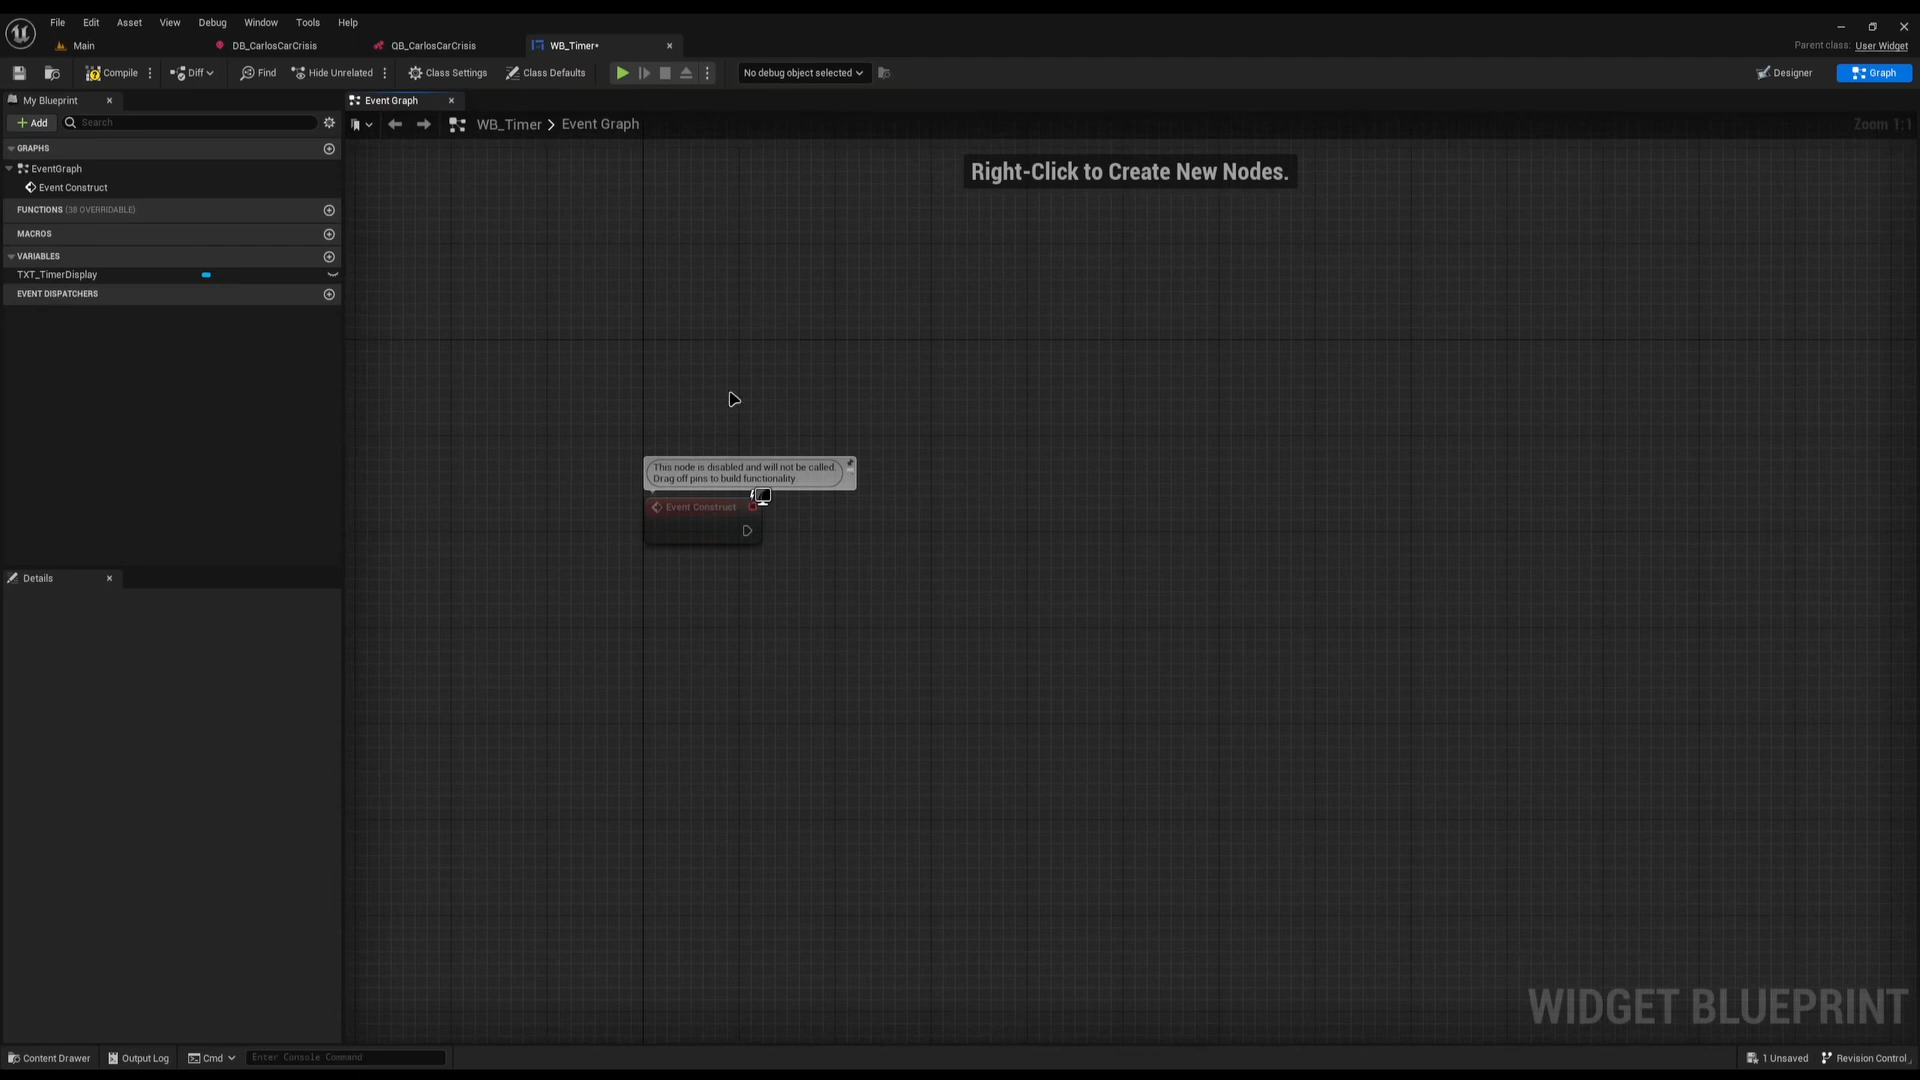 File Edit Asset View Debug Window Tools Help
Main DB_CarlosCarCrisis QB_CarlosCarCrisis WB_Timer*
Parent class: User Widget
Compile Diff Find Hide Unrelated Class Settings Class Defaults No debug object selected Designer Graph
My Blueprint Event Graph
Add Search
WB_Timer > Event Graph
Zoom 1:1
GRAPHS
EventGraph
Event Construct
FUNCTIONS (38 OVERRIDABLE)
MACROS
VARIABLES
TXT_TimerDisplay
EVENT DISPATCHERS
Right-Click to Create New Nodes.
This node is disabled and will not be called.
Drag off pins to build functionality
Event Construct
Details
WIDGET BLUEPRINT
Content Drawer Output Log Cmd Enter Console Command 1 Unsaved Revision Control